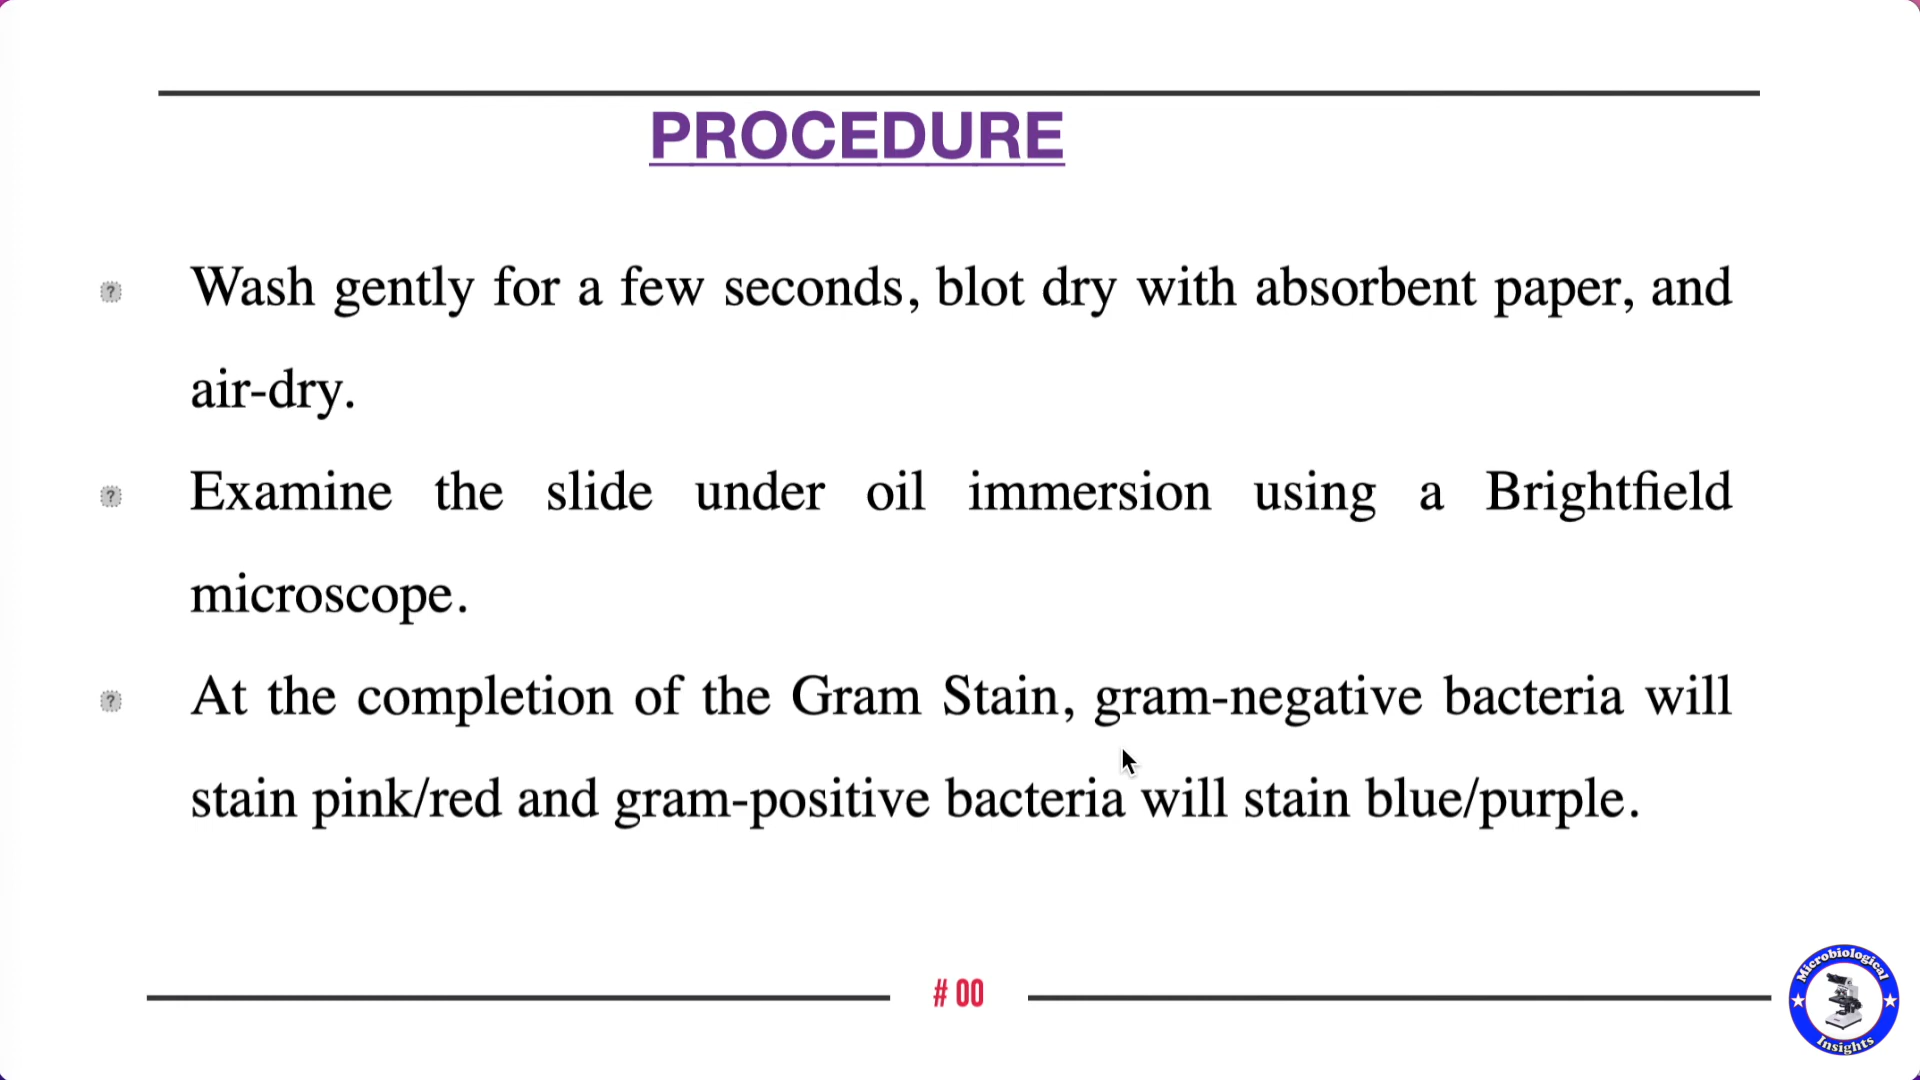 PROCEDURE
? Wash gently for a few seconds, blot dry with absorbent paper, and
air-dry.
? Examine the slide under oil immersion using a Brightfield
microscope.
? At the completion of the Gram Stain, gram-negative bacteria will
stain pink/red and gram-positive bacteria will stain blue/purple.
# 00
Microbiological
Insights